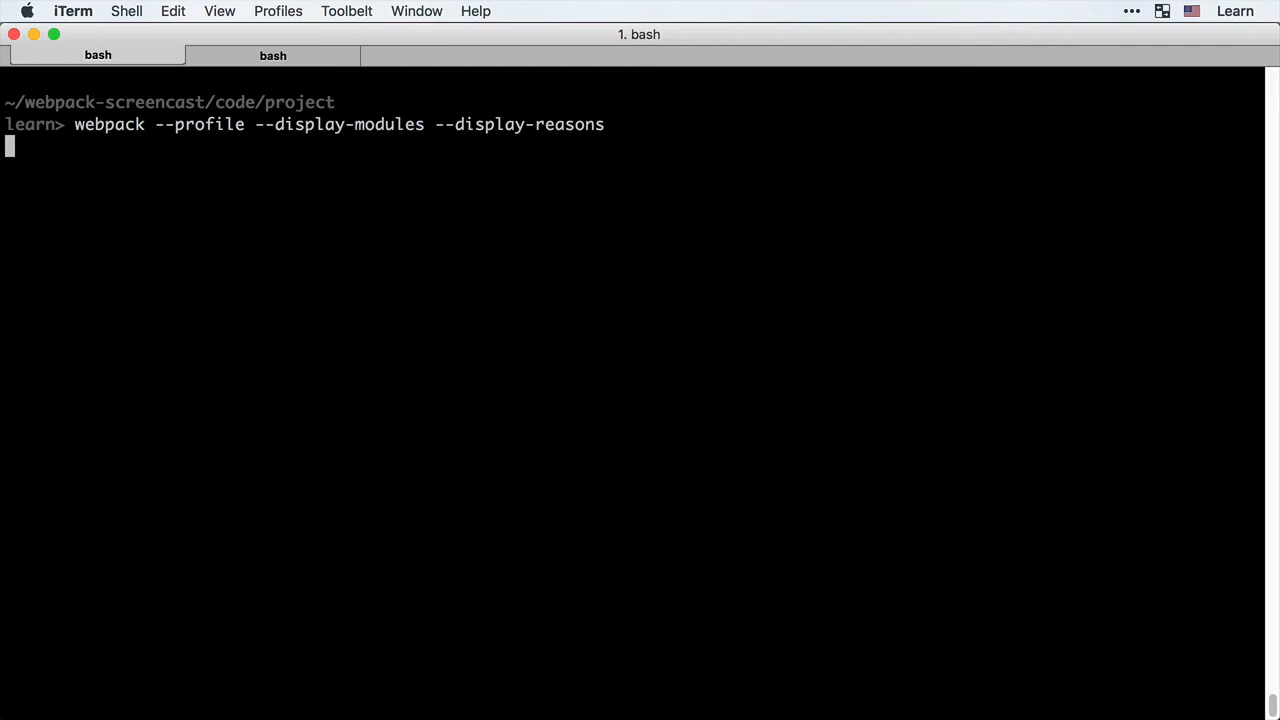 iTerm Shell Edit View Profiles Toolbelt Window Help Learn
1. bash
bash bash
~/webpack-screencast/code/project
learn> webpack --profile --display-modules --display-reasons